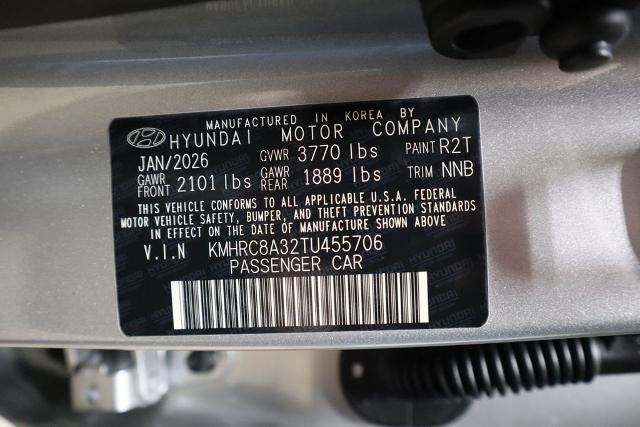 MANUFACTURED IN KOREA BY
HYUNDAI MOTOR COMPANY
JAN/2026 GVWR 3770 lbs PAINT R2T
GAWR FRONT 2101 lbs GAWR REAR 1889 lbs TRIM NNB
THIS VEHICLE CONFORMS TO ALL APPLICABLE U.S.A. FEDERAL
MOTOR VEHICLE SAFETY, BUMPER, AND THEFT PREVENTION STANDARDS
IN EFFECT ON THE DATE OF MANUFACTURE SHOWN ABOVE
V.I.N KMHRC8A32TU455706
PASSENGER CAR